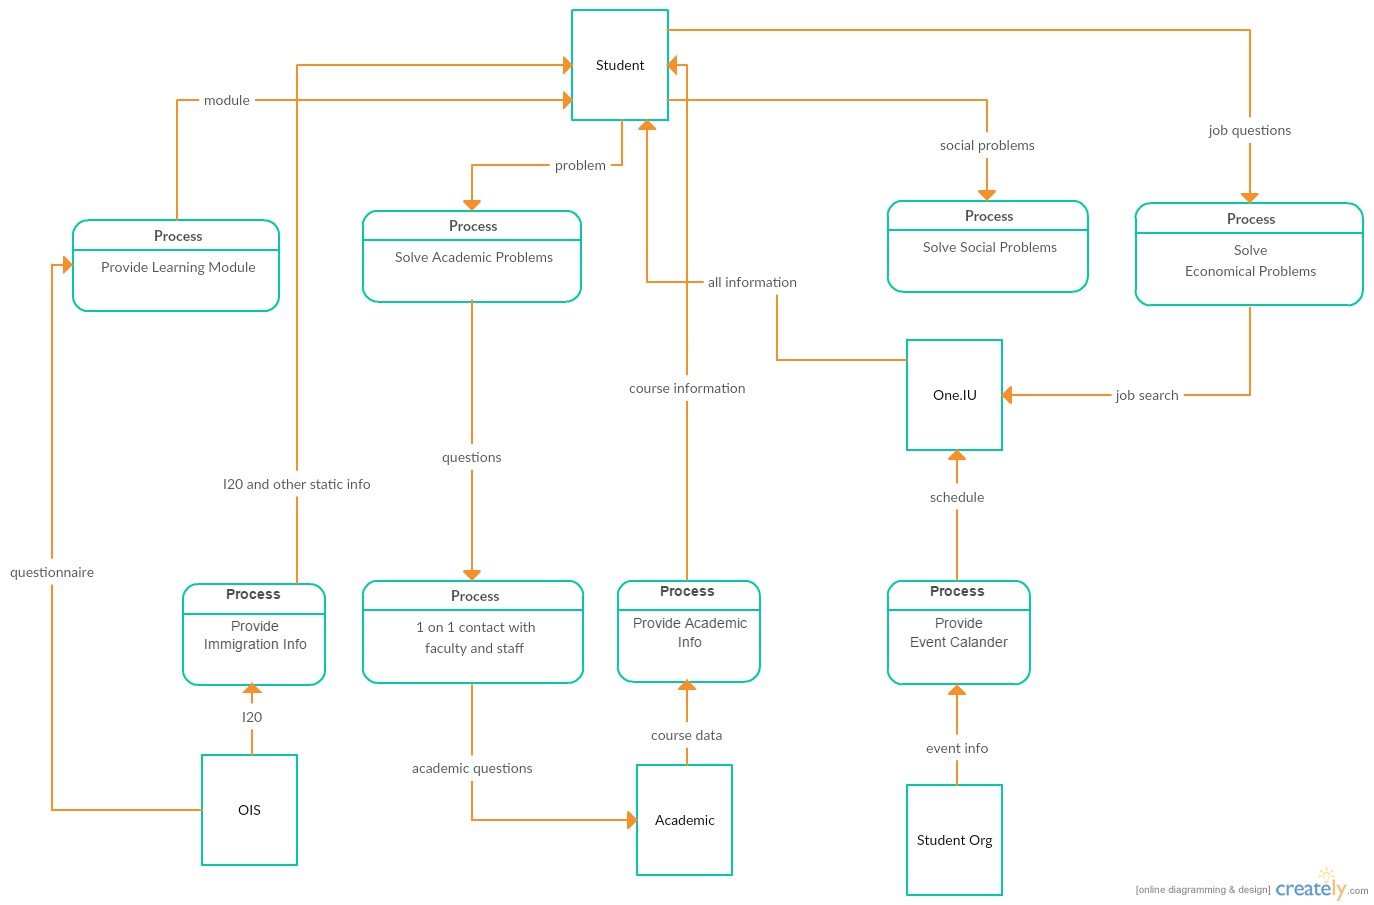 Student
module
job questions
social problems
problem
Process
Solve Social Problems
Process
Solve
Economical Problems
Process
Solve Academic Problems
Process
Provide Learning Module
all information
course information
One.IU
job search
questions
I20 and other static info
schedule
questionnaire
Process
Provide
Immigration Info
Process
1 on 1 contact with
faculty and staff
Process
Provide Academic
Info
Process
Provide
Event Calander
I20
course data
event info
academic questions
OIS
Academic
Student Org
[online diagramming & design] creately.com